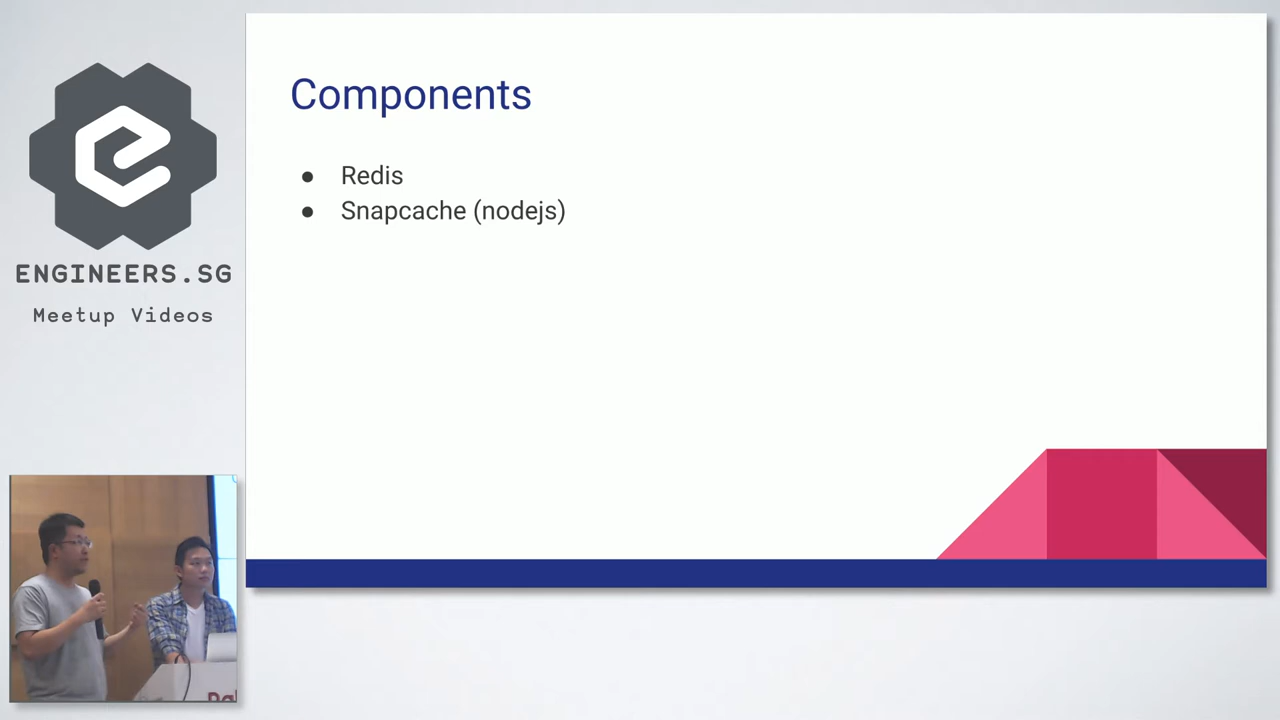 ENGINEERS.SG
Meetup Videos
Components
● Redis
● Snapcache (nodejs)